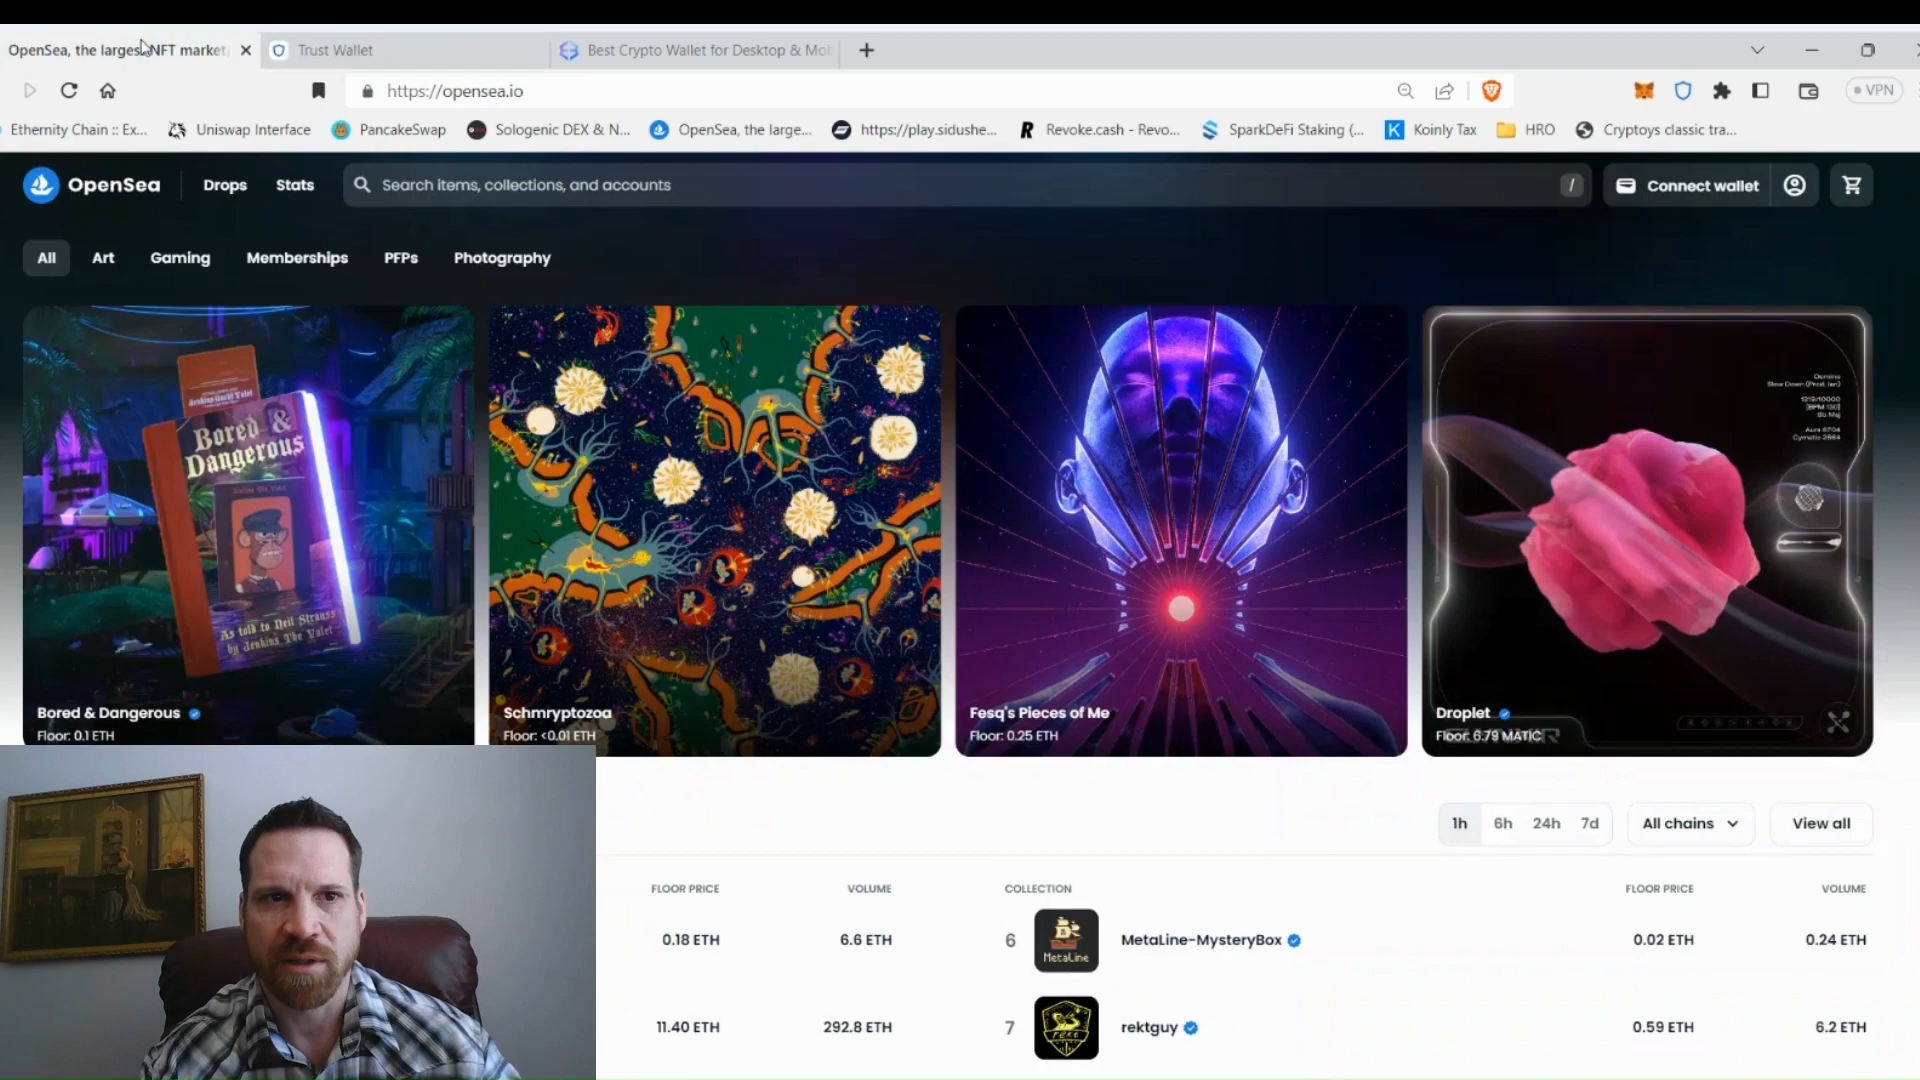 OpenSea, the largest NFT market
Trust Wallet
Best Crypto Wallet for Desktop & Mob
https://opensea.io
VPN
Ethernity Chain :: Ex...
Uniswap Interface
PancakeSwap
Sologenic DEX & N...
OpenSea, the large...
https://play.sidushe...
Revoke.cash - Revo...
SparkDeFi Staking (...
Koinly Tax
HRO
Cryptoys classic tra...
OpenSea
Drops
Stats
Search items, collections, and accounts
/
Connect wallet
All
Art
Gaming
Memberships
PFPs
Photography
Bored &
Dangerous
As told to Neil Strauss
by Jenkins The Valet
Bored & Dangerous
Floor: 0.1 ETH
Schmryptozoa
Floor: <0.01 ETH
Fesq's Pieces of Me
Floor: 0.25 ETH
Droplet
Floor: 6.79 MATIC
1h
6h
24h
7d
All chains
View all
FLOOR PRICE
VOLUME
COLLECTION
FLOOR PRICE
VOLUME
0.18 ETH
6.6 ETH
6
MetaLine
MetaLine-MysteryBox
0.02 ETH
0.24 ETH
11.40 ETH
292.8 ETH
7
rektguy
0.59 ETH
6.2 ETH